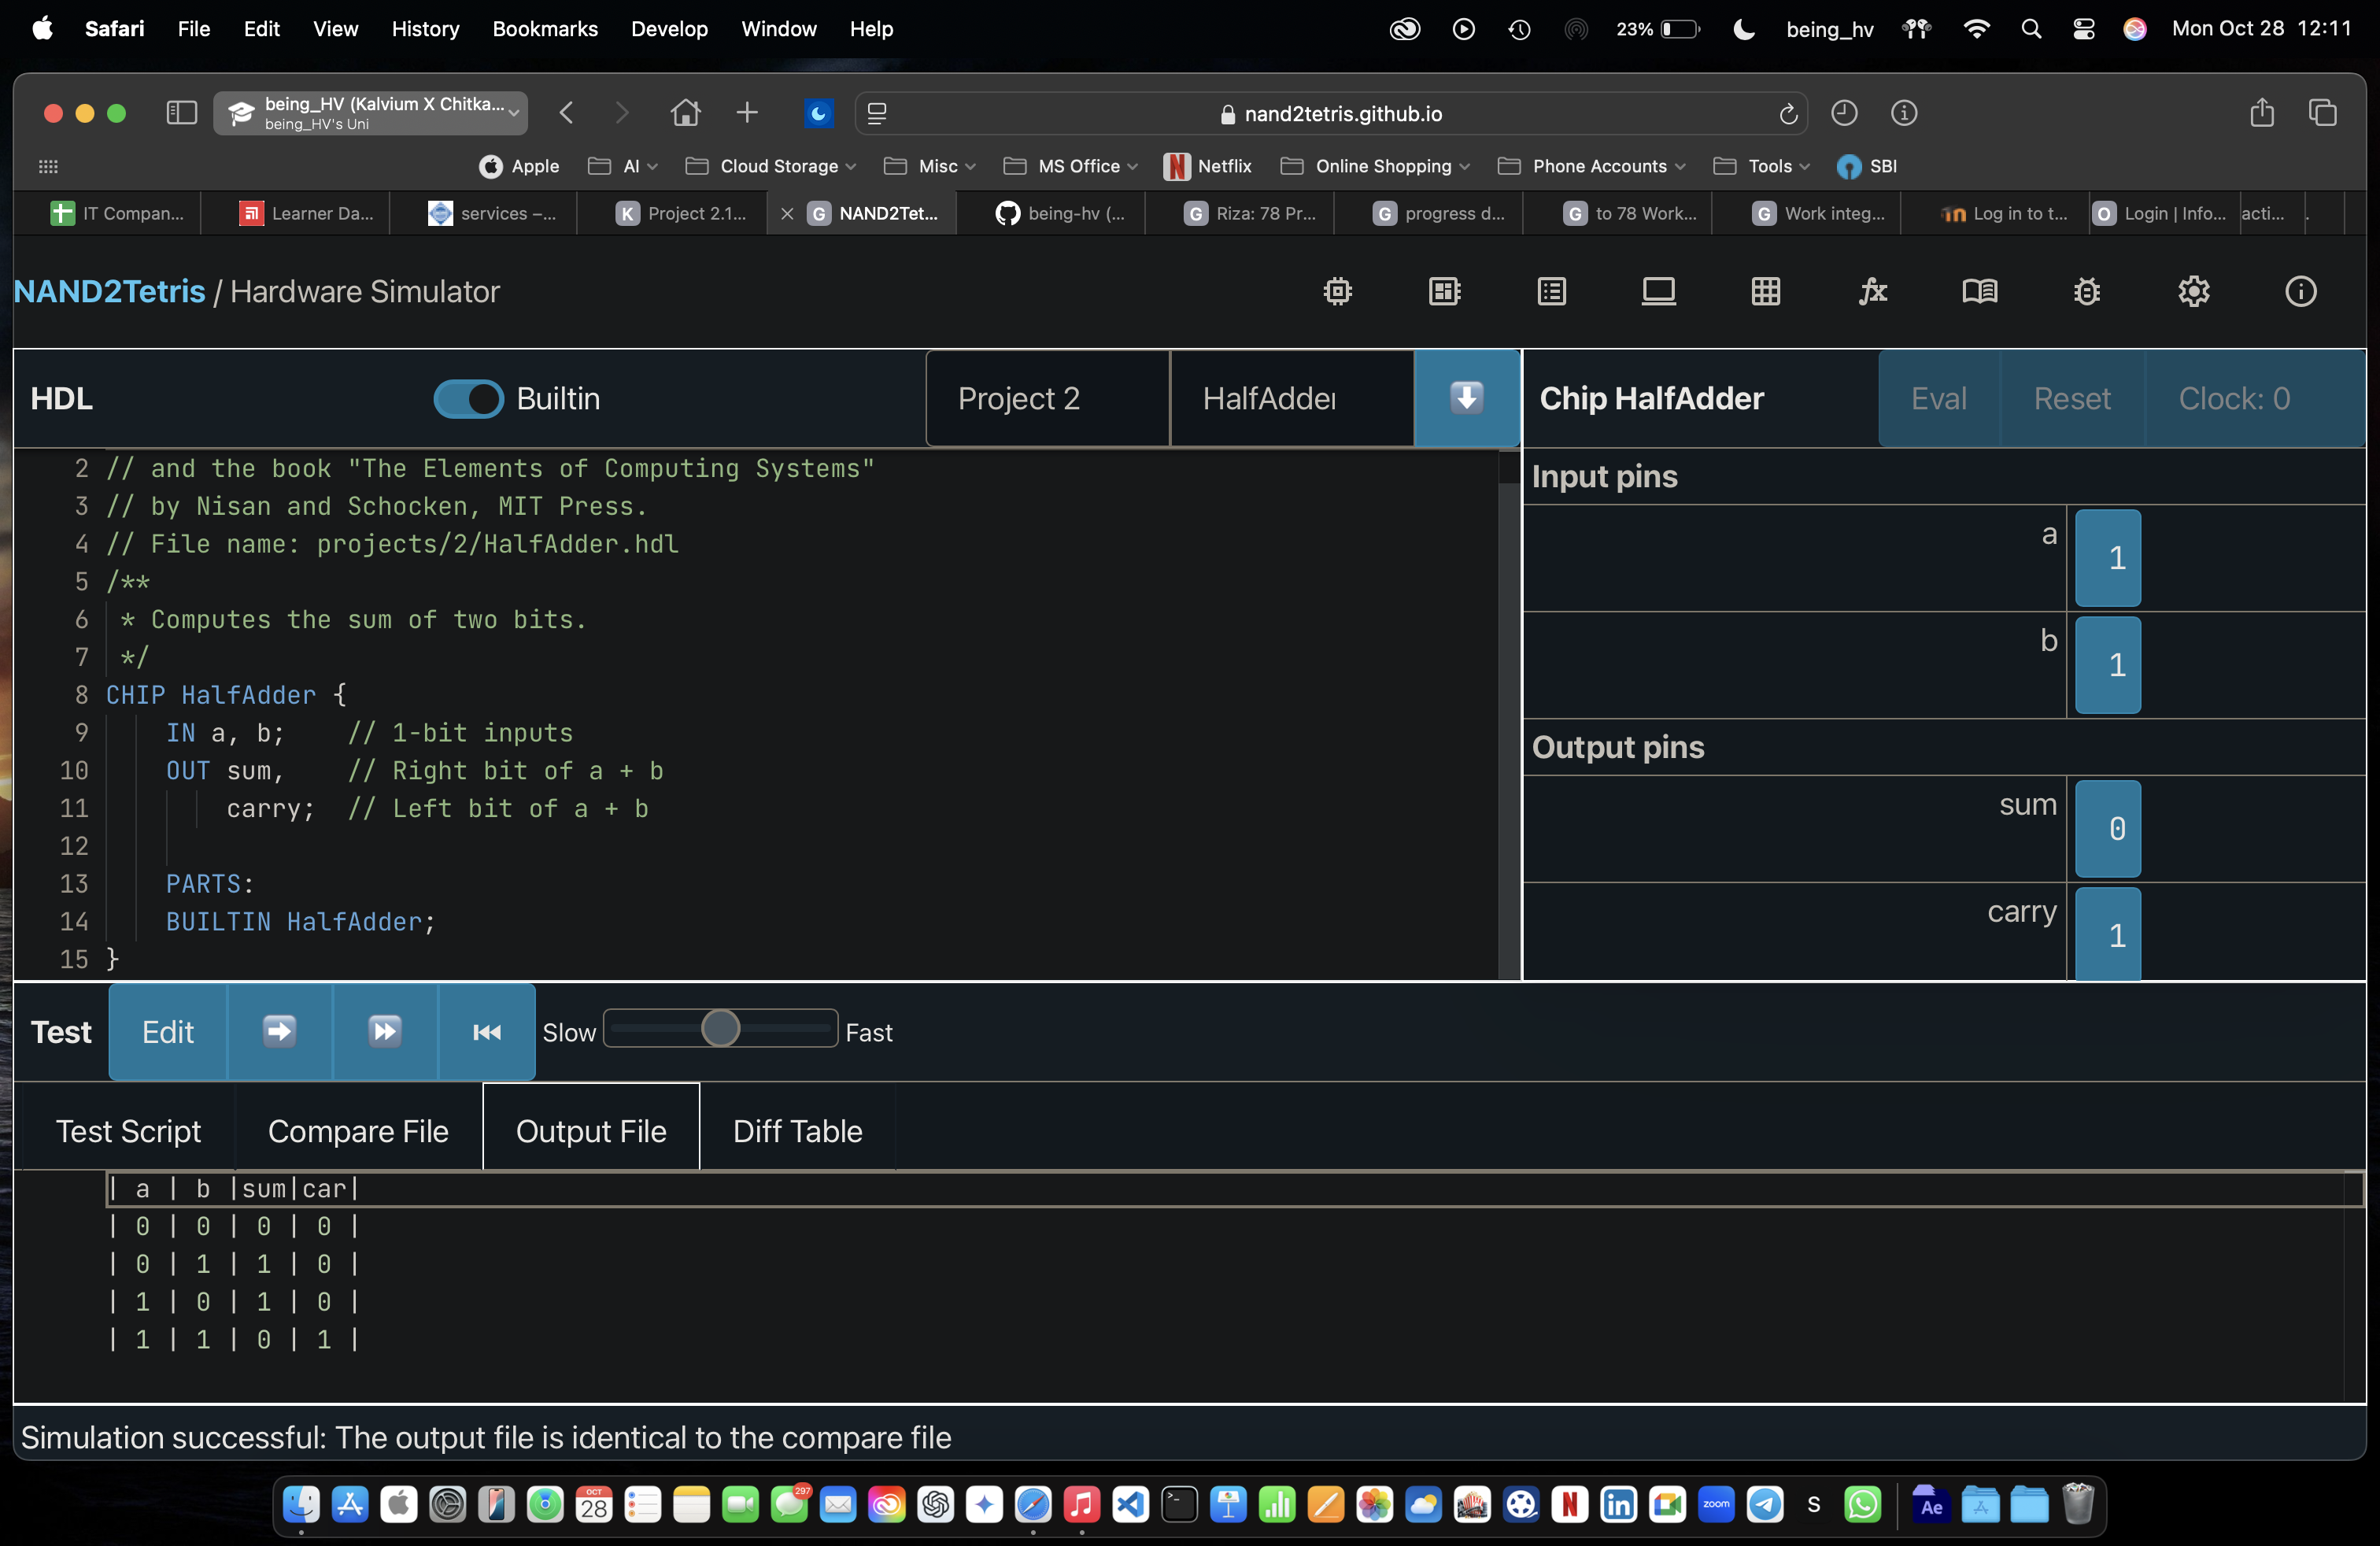 Safari File Edit View History Bookmarks Develop Window Help 23% being_hv Mon Oct 28 12:11
being_HV (Kalvium X Chitka...
being_HV's Uni
nand2tetris.github.io
Apple AI Cloud Storage Misc MS Office Netflix Online Shopping Phone Accounts Tools SBI
IT Compan... Learner Da... services –... K Project 2.1... G NAND2Tet... being-hv (... G Riza: 78 Pr... G progress d... G to 78 Work... G Work integ... Log in to t... O Login | Info... acti... .
NAND2Tetris / Hardware Simulator
HDL Builtin Project 2 HalfAdder Chip HalfAdder Eval Reset Clock: 0
2 // and the book "The Elements of Computing Systems"
3 // by Nisan and Schocken, MIT Press.
4 // File name: projects/2/HalfAdder.hdl
5 /**
6 * Computes the sum of two bits.
7 */
8 CHIP HalfAdder {
9 IN a, b; // 1-bit inputs
10 OUT sum, // Right bit of a + b
11 carry; // Left bit of a + b
12
13 PARTS:
14 BUILTIN HalfAdder;
15 }
Input pins
a 1
b 1
Output pins
sum 0
carry 1
Test Edit Slow Fast
Test Script Compare File Output File Diff Table
| a | b |sum|car|
| 0 | 0 | 0 | 0 |
| 0 | 1 | 1 | 0 |
| 1 | 0 | 1 | 0 |
| 1 | 1 | 0 | 1 |
Simulation successful: The output file is identical to the compare file
OCT
28
297
N
in
zoom
S
Ae